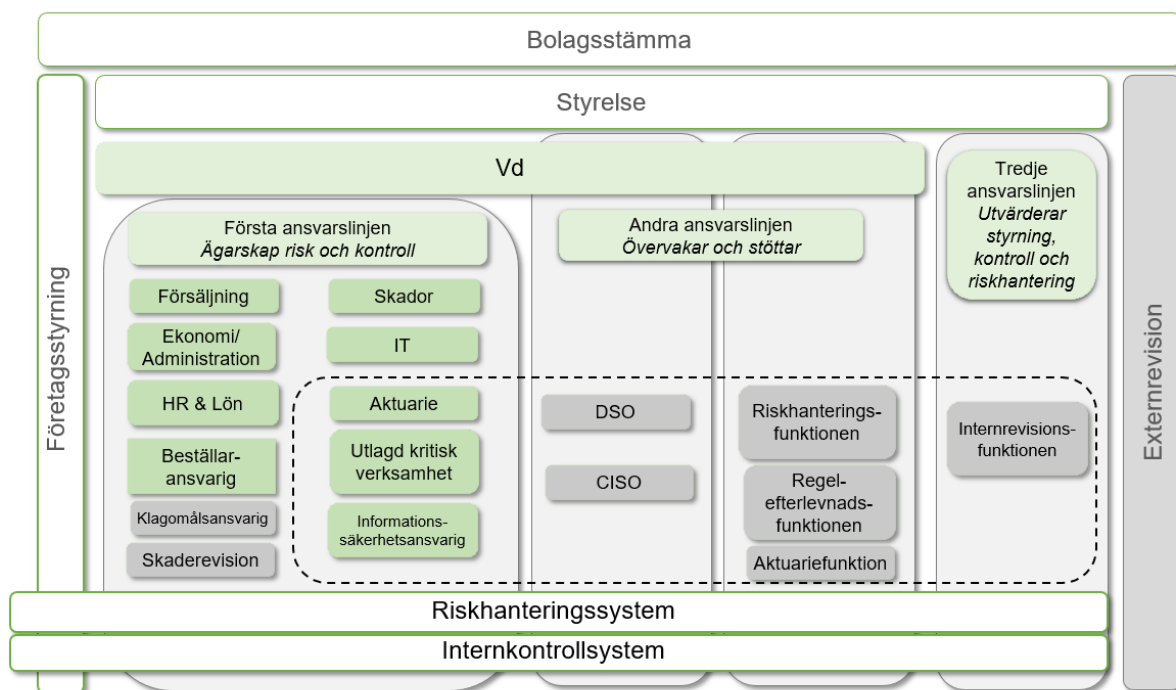 Bolagsstämma
Företagsstyrning
Styrelse
Externrevision
Vd
Första ansvarslinjen
Ägarskap risk och kontroll
Försäljning
Skador
Ekonomi/
Administration
IT
HR & Lön
Aktuarie
Beställar-
ansvarig
Utlagd kritisk
verksamhet
Klagomålsansvarig
Informations-
säkerhetsansvarig
Skaderevision
Andra ansvarslinjen
Övervakar och stöttar
DSO
CISO
Riskhanterings-
funktionen
Regel-
efterlevnads-
funktionen
Aktuariefunktion
Tredje
ansvarslinjen
Utvärderar
styrning,
kontroll och
riskhantering
Internrevisions-
funktionen
Riskhanteringssystem
Internkontrollsystem